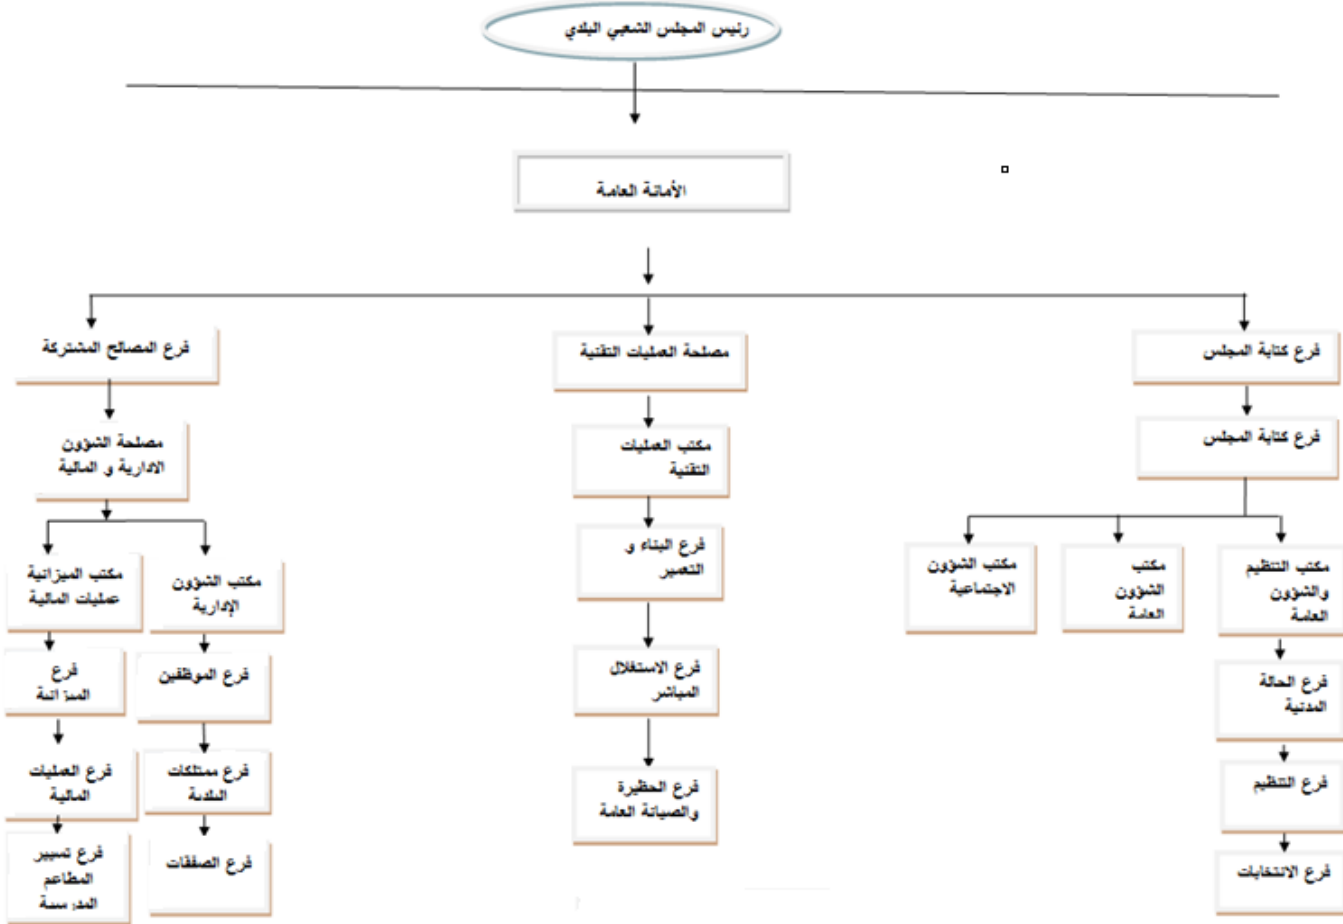 رئيس المجلس الشعبي البلدي
الأمانة العامة
فرع كتابة المجلس
مصلحة العمليات التقنية
فرع المصالح المشتركة
فرع كتابة المجلس
مكتب التنظيم
والشؤون
العامة
مكتب
الشؤون
العامة
مكتب الشؤون
الاجتماعية
فرع الحالة
المدنية
فرع التنظيم
فرع الانتخابات
مكتب العمليات
التقنية
فرع البناء و
التعمير
فرع الاستغلال
المباشر
فرع الحظيرة
والصيانة العامة
مصلحة الشؤون
الادارية و المالية
مكتب الشؤون
الإدارية
فرع الموظفين
فرع ممتلكات
البلدية
فرع الصفقات
مكتب الميزانية
عمليات المالية
فرع
الميزانية
فرع العمليات
المالية
فرع تسيير
المطاعم
المدرسية